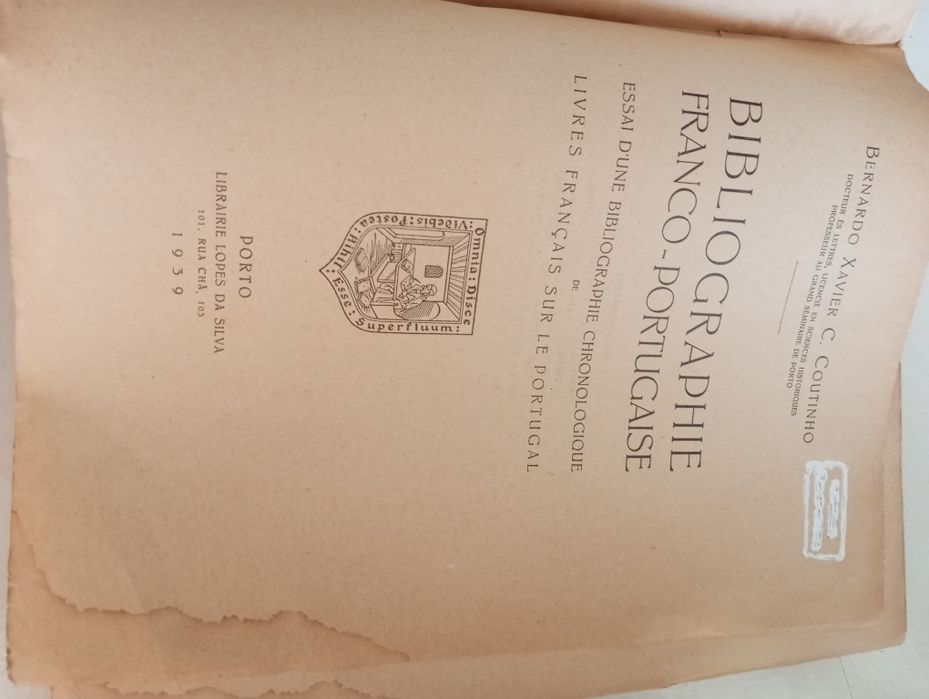 BERNARDO XAVIER C. COUTINHO
DOCTEUR ÈS LETTRES, LICENCIÉ EN SCIENCES HISTORIQUES
PROFESSEUR AU GRAND SÉMINAIRE DE PORTO
BIBLIOGRAPHIE
FRANCO-PORTUGAISE
ESSAI D'UNE BIBLIOGRAPHIE CHRONOLOGIQUE
DE
LIVRES FRANÇAIS SUR LE PORTUGAL
Omnia: Disce
:Videbis: Postea:
Nihil: Esse: Superfluum:
PORTO
LIBRAIRIE LOPES DA SILVA
101, RUA CHÃ, 103
1939